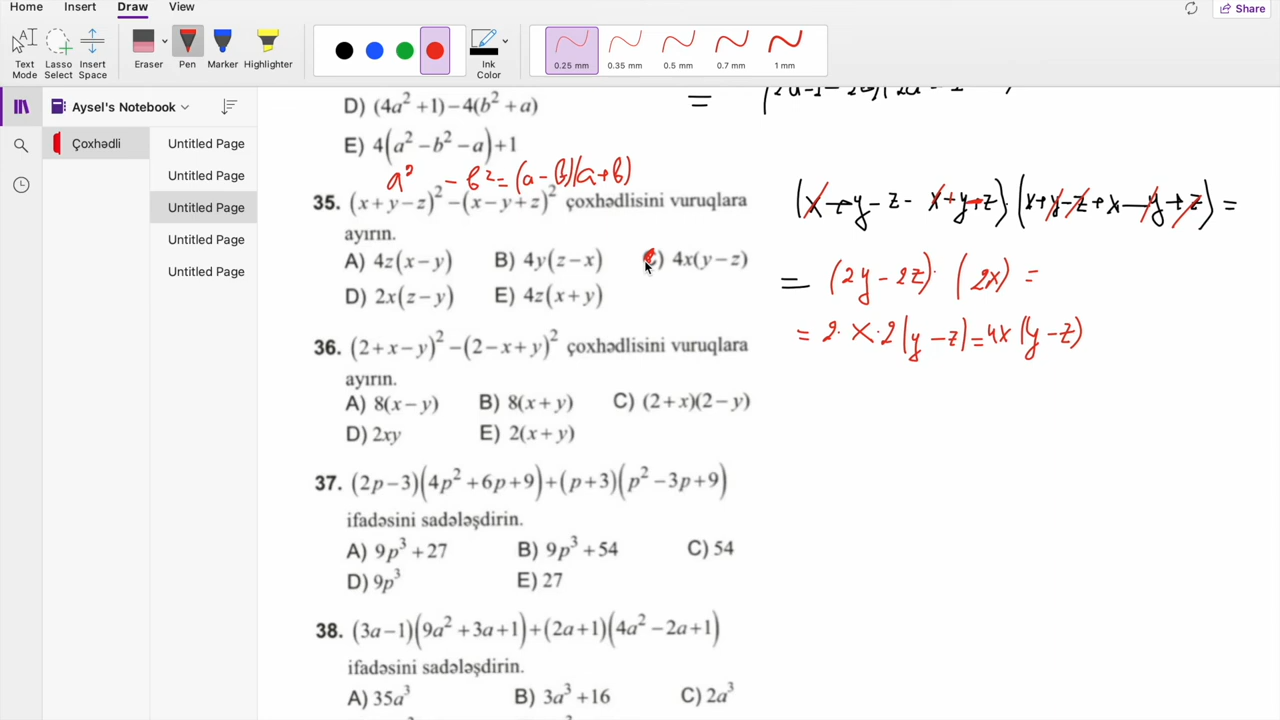 Home Insert Draw View Share
Text Mode Lasso Select Insert Space Eraser Pen Marker Highlighter Ink Color 0.25 mm 0.35 mm 0.5 mm 0.7 mm 1 mm
Aysel's Notebook
Çoxhədli
Untitled Page
Untitled Page
Untitled Page
Untitled Page
Untitled Page
D) (4a² + 1) − 4(b² + a)
E) 4(a² − b² − a) + 1
a² − b² = (a − b)(a + b)
35. (x + y − z)² − (x − y + z)² çoxhədlisini vuruqlara
ayırın.
A) 4z(x − y) B) 4y(z − x) C) 4x(y − z)
D) 2x(z − y) E) 4z(x + y)
36. (2 + x − y)² − (2 − x + y)² çoxhədlisini vuruqlara
ayırın.
A) 8(x − y) B) 8(x + y) C) (2 + x)(2 − y)
D) 2xy E) 2(x + y)
37. (2p − 3)(4p² + 6p + 9) + (p + 3)(p² − 3p + 9)
ifadəsini sadələşdirin.
A) 9p³ + 27 B) 9p³ + 54 C) 54
D) 9p³ E) 27
38. (3a − 1)(9a² + 3a + 1) + (2a + 1)(4a² − 2a + 1)
ifadəsini sadələşdirin.
A) 35a³ B) 3a³ + 16 C) 2a³
=
(x + y − z − x + y − z) · (x + y − z + x − y + z) =
= (2y − 2z) · (2x) =
= 2 · x · 2 (y − z) = 4x (y − z)